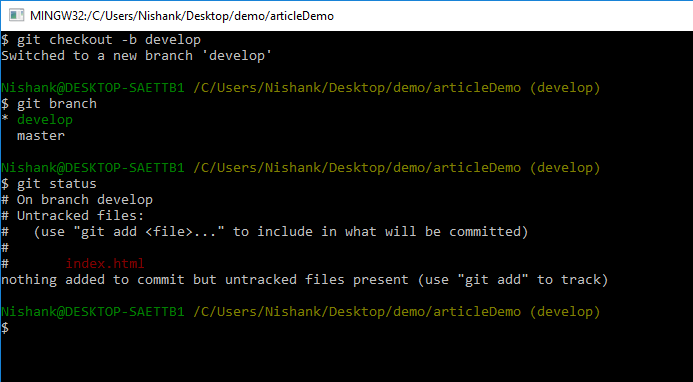 MINGW32:/C/Users/Nishank/Desktop/demo/articleDemo
$ git checkout -b develop
Switched to a new branch 'develop'
Nishank@DESKTOP-SAETTB1 /C/Users/Nishank/Desktop/demo/articleDemo (develop)
$ git branch
* develop
  master
Nishank@DESKTOP-SAETTB1 /C/Users/Nishank/Desktop/demo/articleDemo (develop)
$ git status
# On branch develop
# Untracked files:
#   (use "git add <file>..." to include in what will be committed)
#
#       index.html
nothing added to commit but untracked files present (use "git add" to track)
Nishank@DESKTOP-SAETTB1 /C/Users/Nishank/Desktop/demo/articleDemo (develop)
$